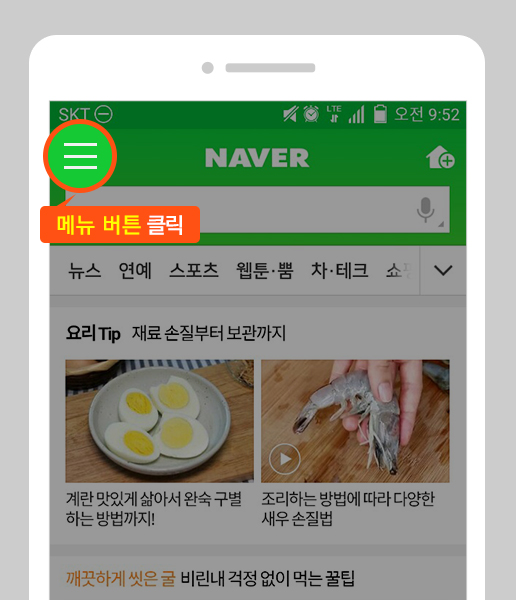 SKT LTE 오전 9:52
NAVER
메뉴 버튼 클릭
뉴스 연예 스포츠 웹툰·뿜 차·테크
요리Tip 재료 손질부터 보관까지
계란 맛있게 삶아서 완숙 구별
하는 방법까지!
조리하는 방법에 따라 다양한
새우 손질법
깨끗하게 씻은 굴 비린내 걱정 없이 먹는 꿀팁